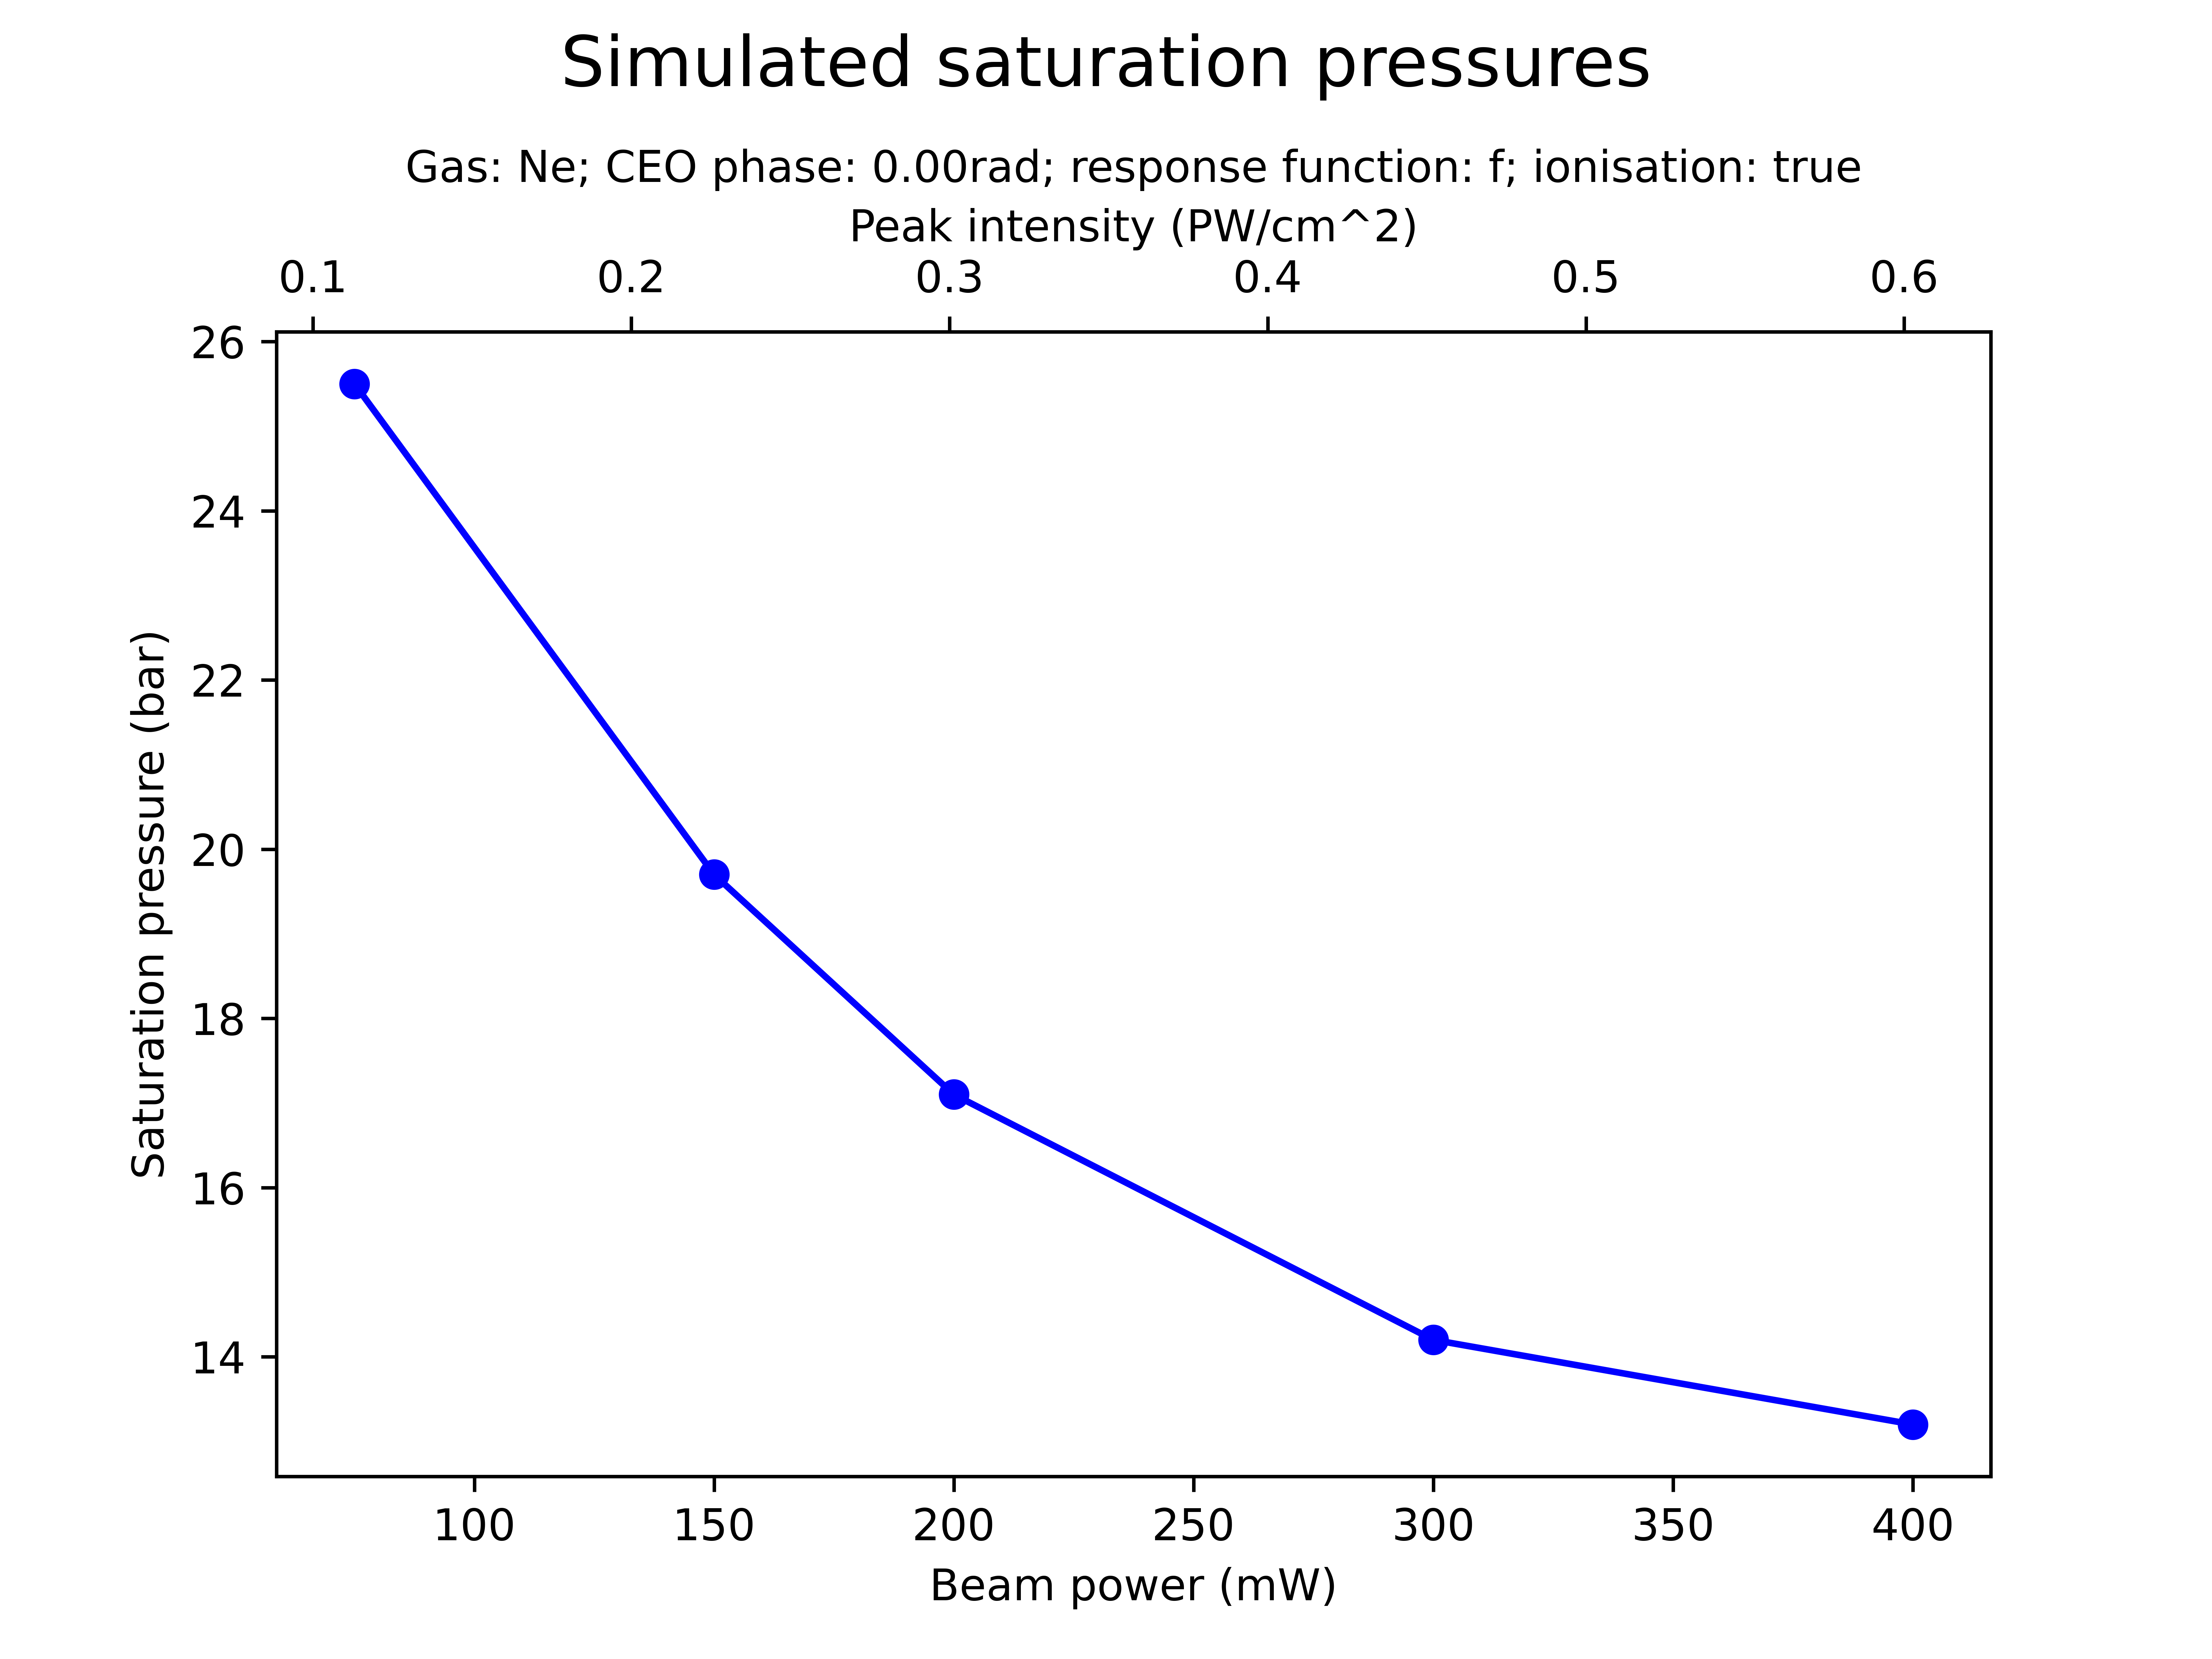 Simulated saturation pressures
Gas: Ne; CEO phase: 0.00rad; response function: f; ionisation: true
Peak intensity (PW/cm^2)
0.1 0.2 0.3 0.4 0.5 0.6
26
24
22
20
18
16
14
Saturation pressure (bar)
100 150 200 250 300 350 400
Beam power (mW)